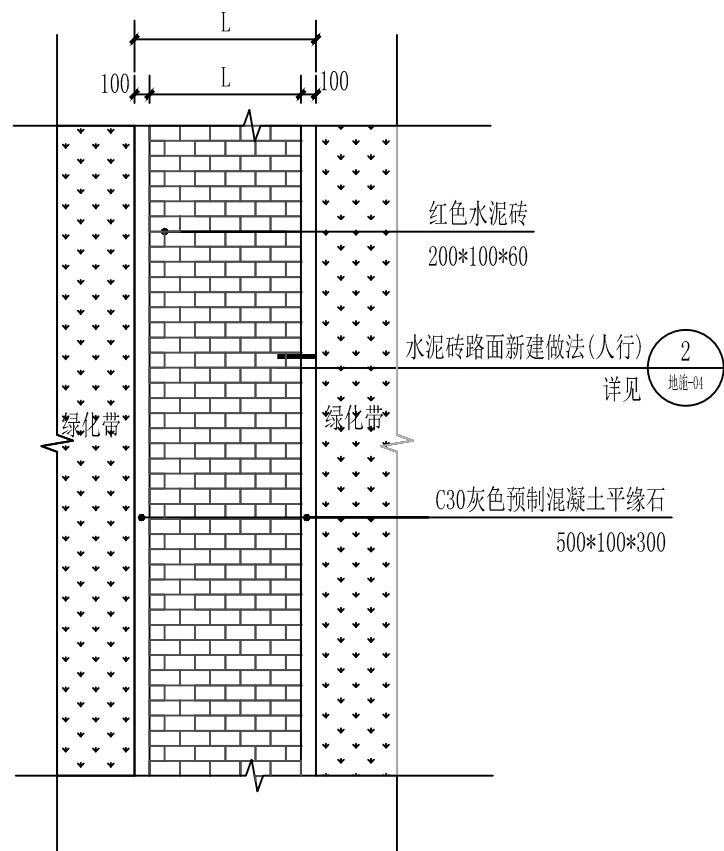 L
100
L
100
红色水泥砖
200*100*60
水泥砖路面新建做法(人行)
2
详见
地施-04
绿化带
绿化带
C30灰色预制混凝土平缘石
500*100*300